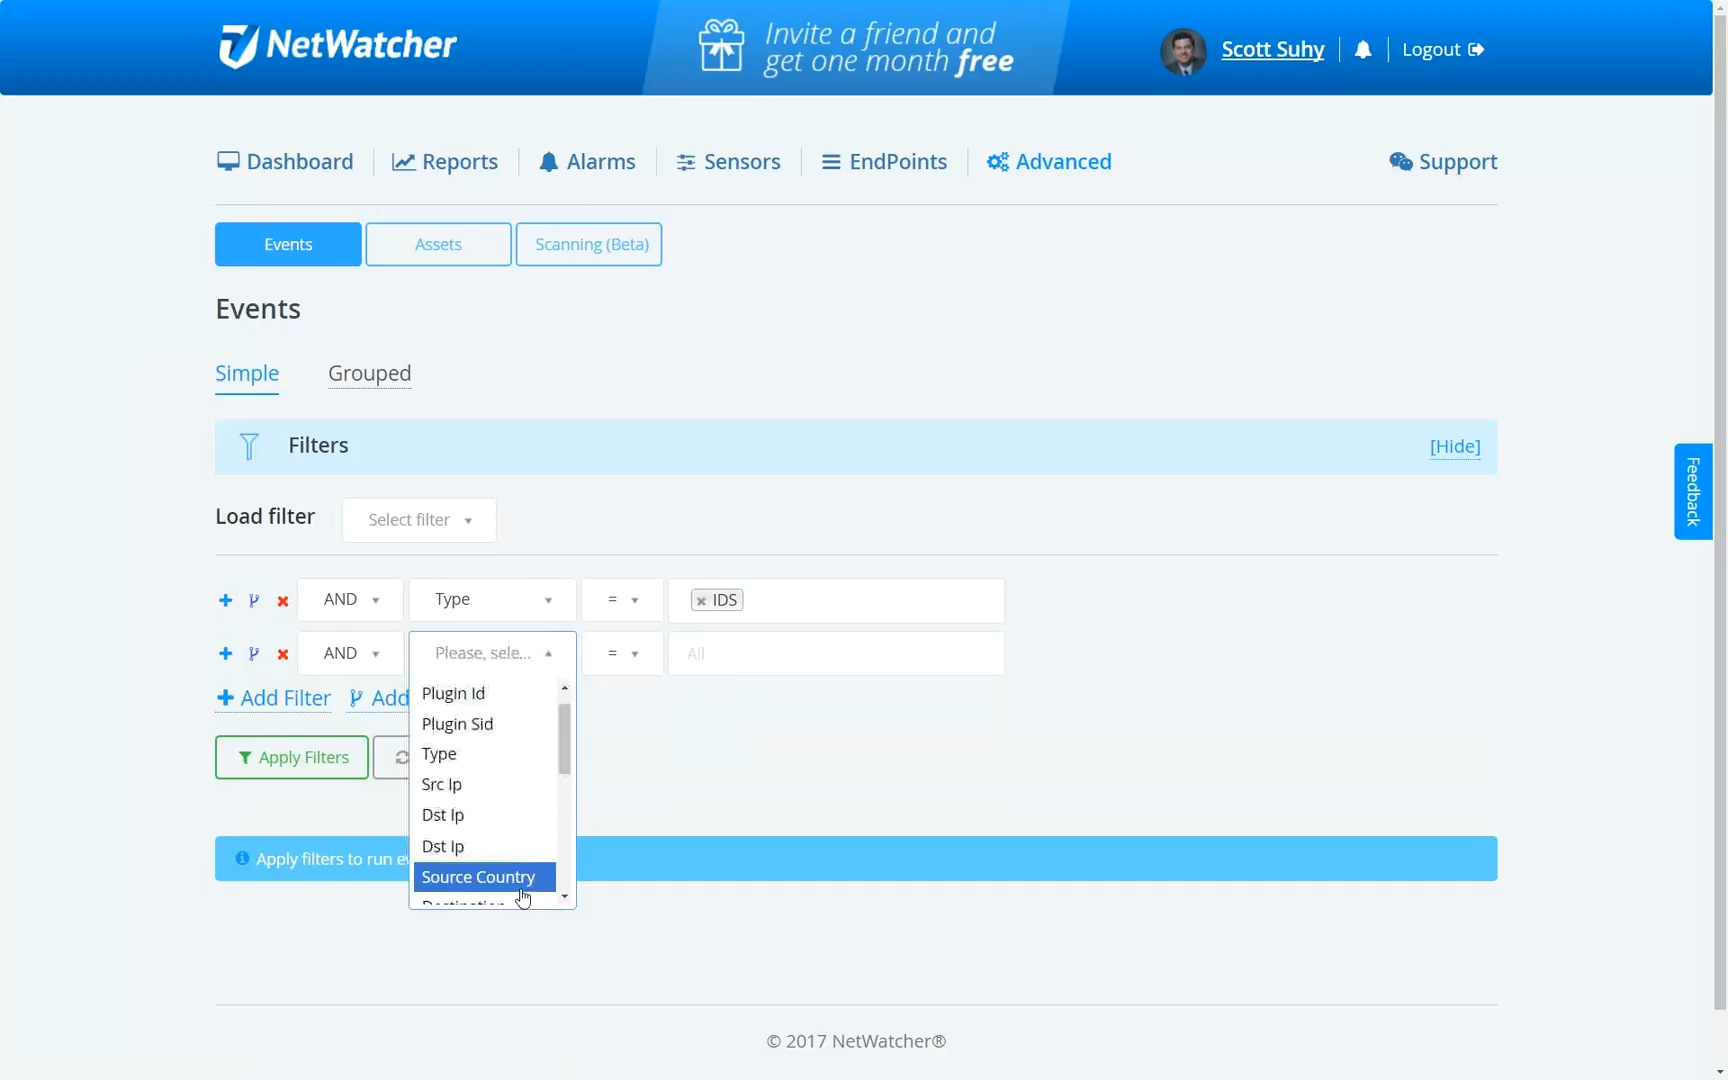 NetWatcher
Invite a friend and
get one month free
Scott Suhy
Logout
Dashboard
Reports
Alarms
Sensors
EndPoints
Advanced
Support
Events
Assets
Scanning (Beta)
Events
Simple
Grouped
Filters
[Hide]
Feedback
Load filter
Select filter
AND
Type
=
IDS
AND
Please, sele...
=
All
Add Filter
Add
Plugin Id
Plugin Sid
Type
Src Ip
Dst Ip
Dst Ip
Source Country
Apply Filters
Apply filters to run
© 2017 NetWatcher®